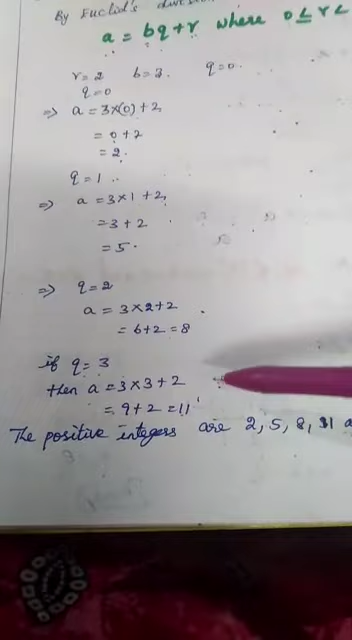 By Euclid's
a = bq + r where 0 ≤ r <
r = 2 b = 3. q = 0.
q = 0
⇒ a = 3×(0) + 2
= 0 + 2
= 2.
q = 1
⇒ a = 3 × 1 + 2
= 3 + 2
= 5.
⇒ q = 2
a = 3 × 2 + 2
= 6 + 2 = 8
if q = 3
then a = 3 × 3 + 2
= 9 + 2 = 11
The positive integers are 2, 5, 8, 11